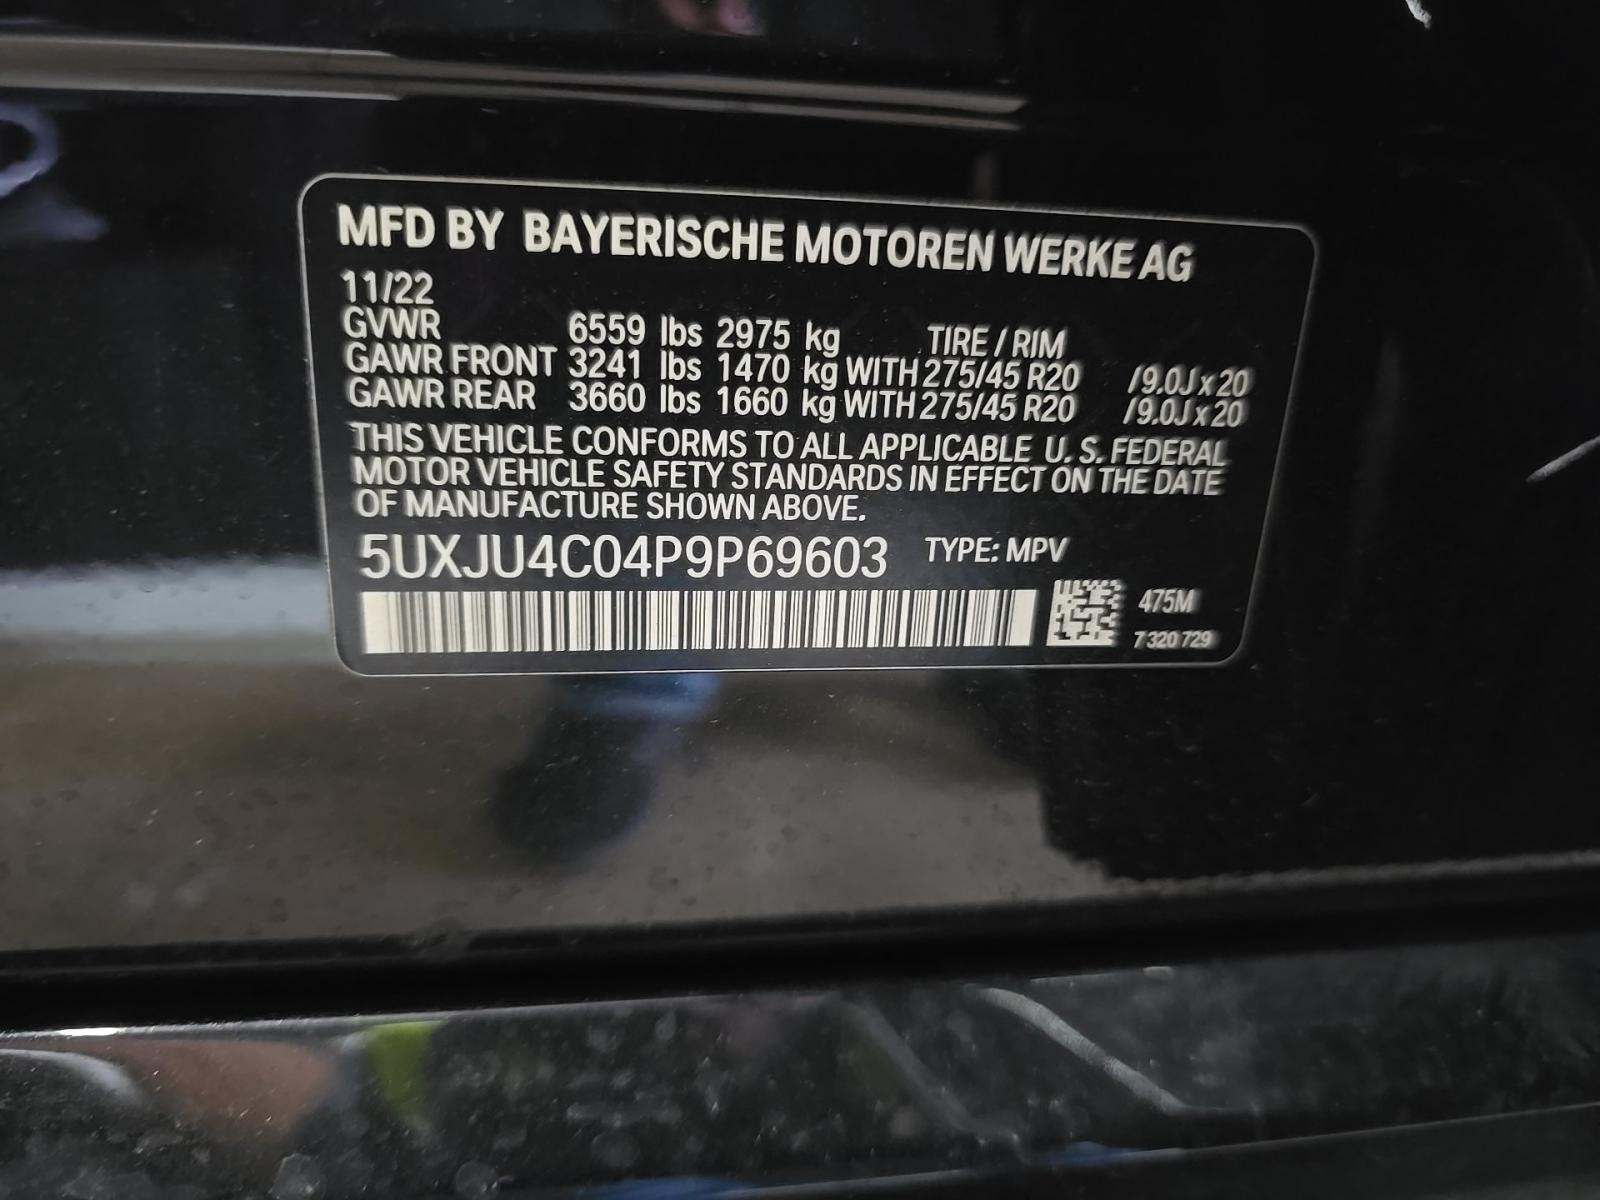 MFD BY BAYERISCHE MOTOREN WERKE AG
11/22
GVWR 6559 lbs 2975 kg TIRE / RIM
GAWR FRONT 3241 lbs 1470 kg WITH 275/45 R20 /9.0J x 20
GAWR REAR 3660 lbs 1660 kg WITH 275/45 R20 /9.0J x 20
THIS VEHICLE CONFORMS TO ALL APPLICABLE U.S. FEDERAL
MOTOR VEHICLE SAFETY STANDARDS IN EFFECT ON THE DATE
OF MANUFACTURE SHOWN ABOVE.
5UXJU4C04P9P69603 TYPE: MPV
475M
7 320 729